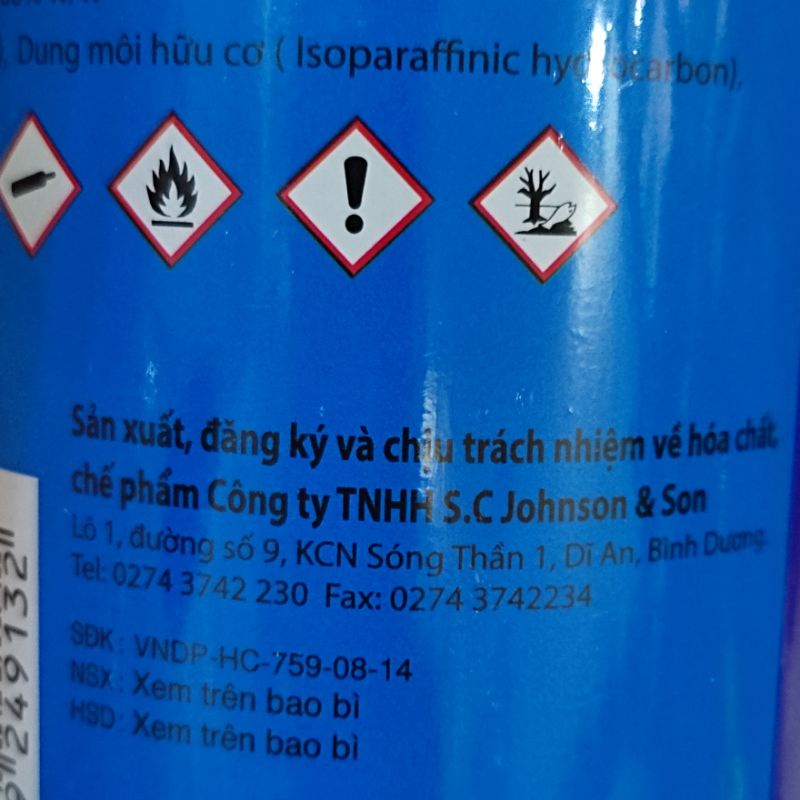 Dung môi hữu cơ ( Isoparaffinic hydrocarbon),
Sản xuất, đăng ký và chịu trách nhiệm về hóa chất,
chế phẩm Công ty TNHH S.C Johnson & Son
Lô 1, đường số 9, KCN Sóng Thần 1, Dĩ An, Bình Dương.
Tel: 0274 3742 230 Fax: 0274 3742234
SĐK : VNDP-HC-759-08-14
NSX : Xem trên bao bì
HSD : Xem trên bao bì